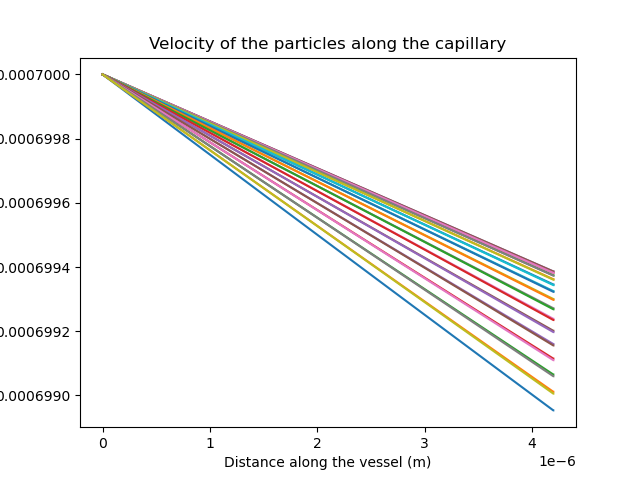 Velocity of the particles along the capillary
0.0007000
0.0006998
0.0006996
0.0006994
0.0006992
0.0006990
0 1 2 3 4
1e−6
Distance along the vessel (m)